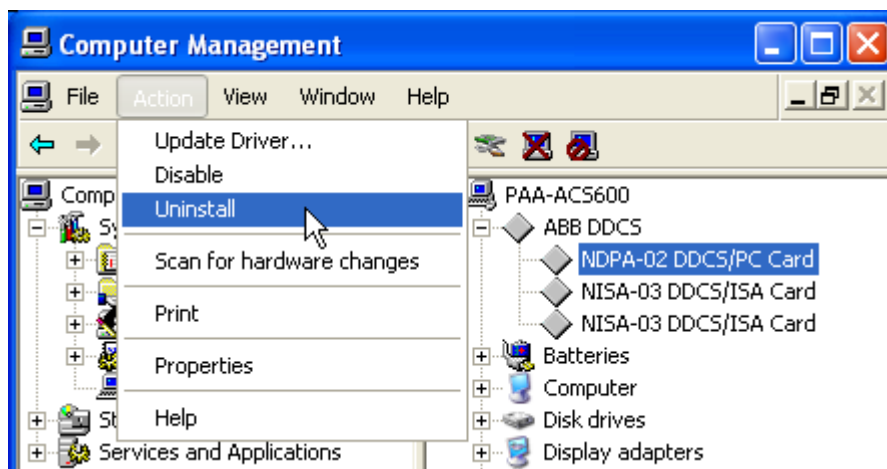 Computer Management
File Action View Window Help
Update Driver...
Disable
Uninstall
Scan for hardware changes
Print
Properties
Help
Comp
Sy
St
Services and Applications
PAA-ACS600
ABB DDCS
NDPA-02 DDCS/PC Card
NISA-03 DDCS/ISA Card
NISA-03 DDCS/ISA Card
Batteries
Computer
Disk drives
Display adapters